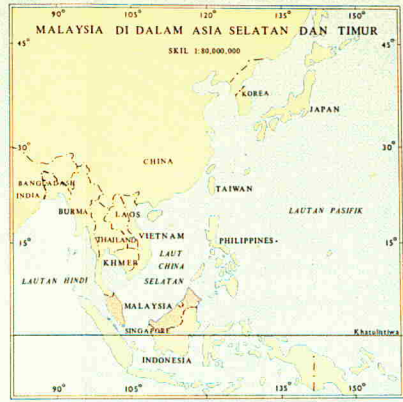 90° 105° 120° 135° 150°
MALAYSIA DI DALAM ASIA SELATAN DAN TIMUR
SKIL 1:80,000,000
45° 45°
KOREA
JAPAN
30° 30°
CHINA
BANGLADESH
INDIA
TAIWAN
BURMA
LAOS
LAUTAN PASIFIK
THAILAND
VIETNAM
PHILIPPINES
15° 15°
KHMER
LAUT
CHINA
SELATAN
LAUTAN HINDI
MALAYSIA
SINGAPORE
Khatulistiwa
INDONESIA
90° 105° 120° 135° 150°